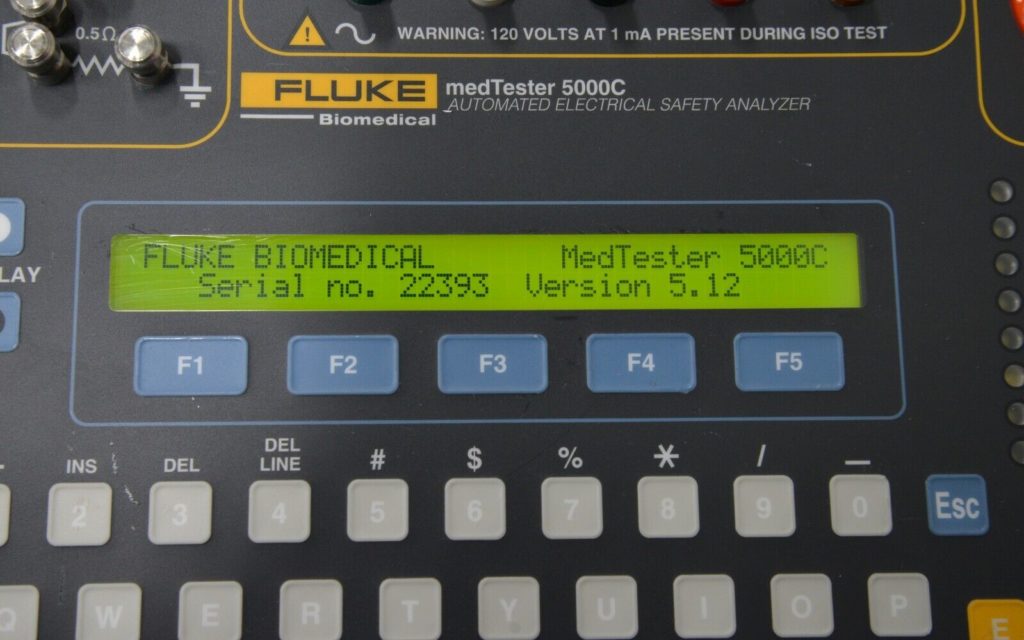 0.5Ω
WARNING: 120 VOLTS AT 1 mA PRESENT DURING ISO TEST
FLUKE
Biomedical
medTester 5000C
AUTOMATED ELECTRICAL SAFETY ANALYZER
LAY
FLUKE BIOMEDICAL MedTester 5000C
Serial no. 22393 Version 5.12
F1 F2 F3 F4 F5
INS DEL DEL LINE # $ % * / _
2 3 4 5 6 7 8 9 0 Esc
Q W E R T Y U I O P E